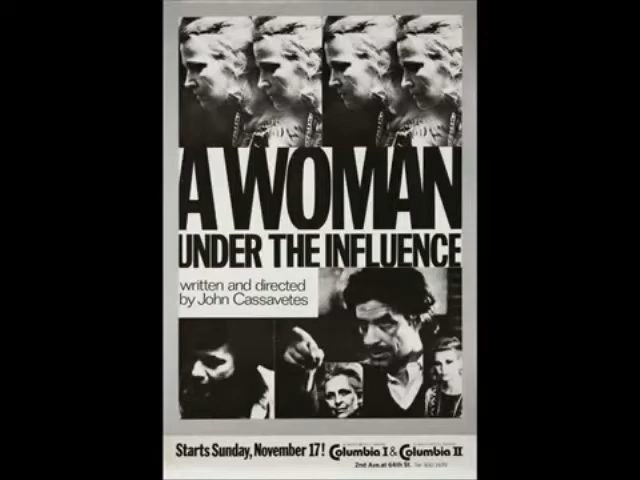 A WOMAN
UNDER THE INFLUENCE
written and directed
by John Cassavetes
Starts Sunday, November 17! Columbia I & Columbia II
2nd Ave. at 64th St.